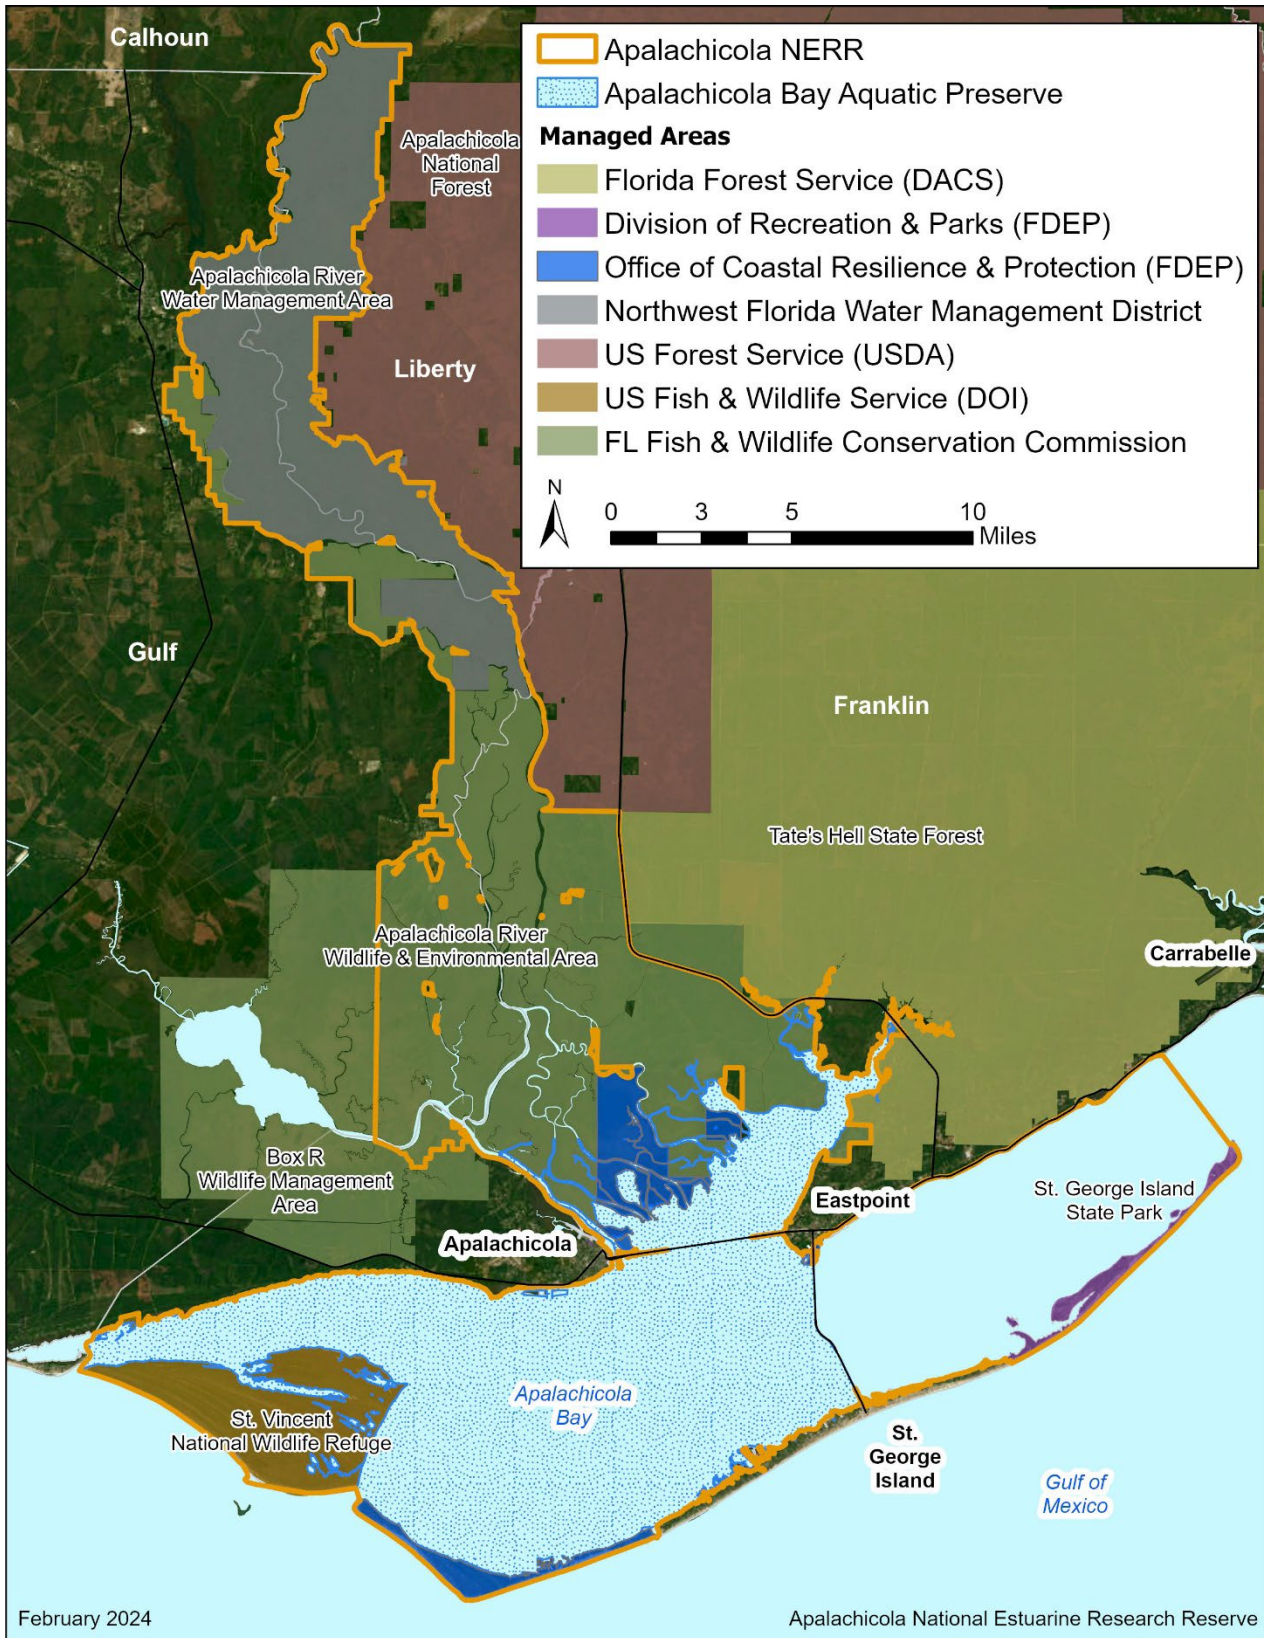 Calhoun
Apalachicola NERR
Apalachicola Bay Aquatic Preserve
Managed Areas
Florida Forest Service (DACS)
Division of Recreation & Parks (FDEP)
Office of Coastal Resilience & Protection (FDEP)
Northwest Florida Water Management District
US Forest Service (USDA)
US Fish & Wildlife Service (DOI)
FL Fish & Wildlife Conservation Commission
N
0 3 5 10
Miles
Apalachicola
National
Forest
Apalachicola River
Water Management Area
Liberty
Gulf
Franklin
Tate's Hell State Forest
Apalachicola River
Wildlife & Environmental Area
Carrabelle
Box R
Wildlife Management
Area
Eastpoint
St. George Island
State Park
Apalachicola
Apalachicola
Bay
St. Vincent
National Wildlife Refuge
St.
George
Island
Gulf of
Mexico
February 2024
Apalachicola National Estuarine Research Reserve